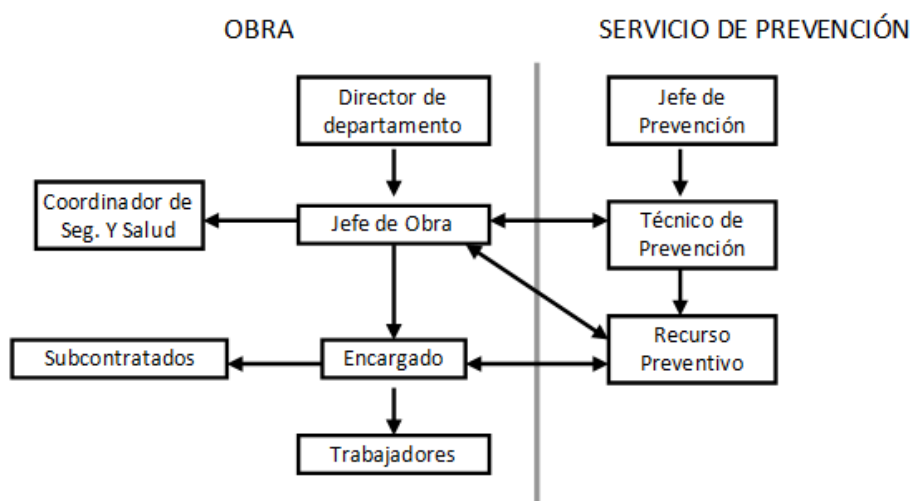 OBRA
SERVICIO DE PREVENCIÓN
Director de
departamento
Jefe de
Prevención
Coordinador de
Seg. Y Salud
Jefe de Obra
Técnico de
Prevención
Subcontratados
Encargado
Recurso
Preventivo
Trabajadores